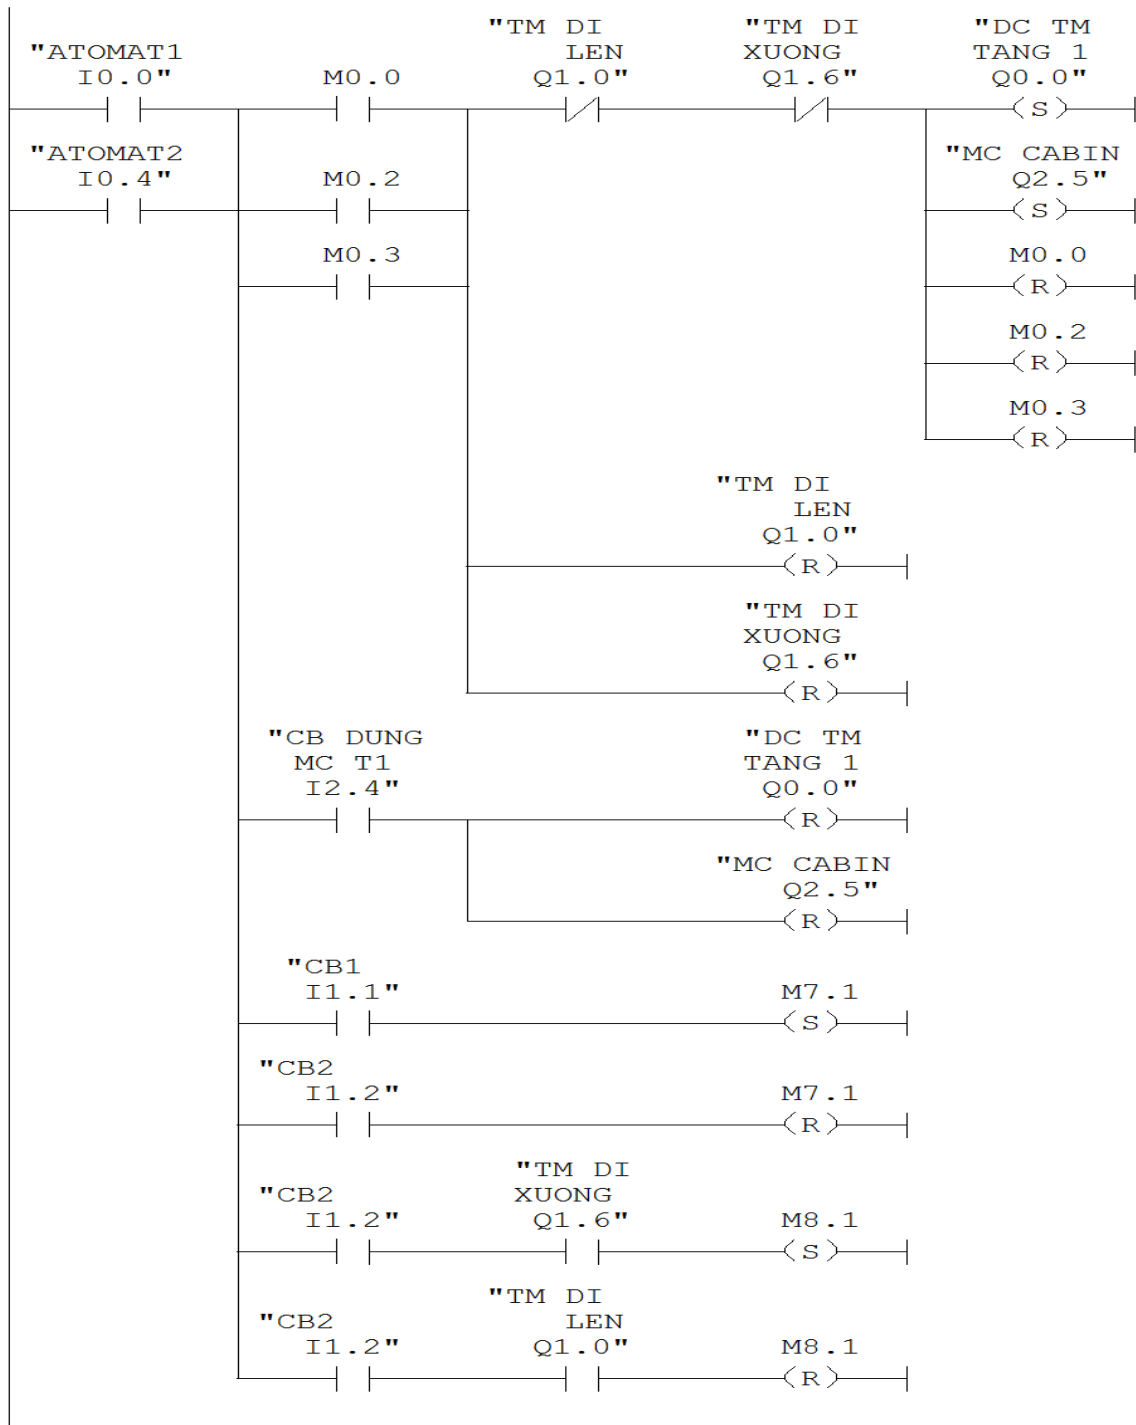 "TM DI "TM DI "DC TM
"ATOMAT1 LEN XUONG TANG 1
I0.0" M0.0 Q1.0" Q1.6" Q0.0"
S
"ATOMAT2 "MC CABIN
I0.4" M0.2 Q2.5"
S
M0.3 M0.0
R
M0.2
R
M0.3
R
"TM DI
LEN
Q1.0"
R
"TM DI
XUONG
Q1.6"
R
"CB DUNG "DC TM
MC T1 TANG 1
I2.4" Q0.0"
R
"MC CABIN
Q2.5"
R
"CB1
I1.1" M7.1
S
"CB2
I1.2" M7.1
R
"TM DI
"CB2 XUONG
I1.2" Q1.6" M8.1
S
"TM DI
"CB2 LEN
I1.2" Q1.0" M8.1
R